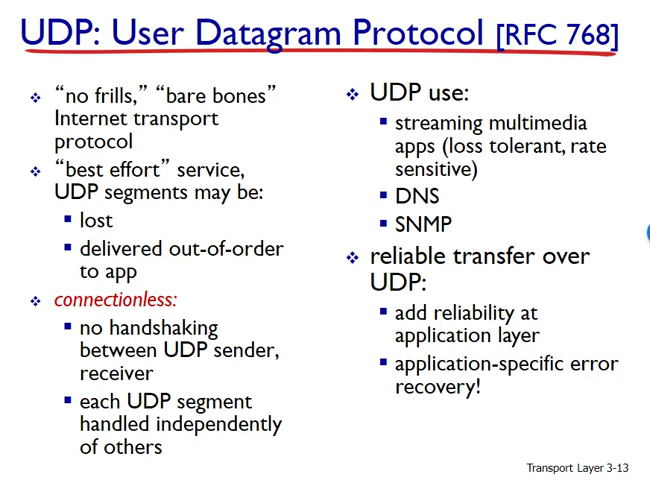 UDP: User Datagram Protocol [RFC 768]
“no frills,” “bare bones”
Internet transport
protocol
“best effort” service,
UDP segments may be:
lost
delivered out-of-order
to app
connectionless:
no handshaking
between UDP sender,
receiver
each UDP segment
handled independently
of others
UDP use:
streaming multimedia
apps (loss tolerant, rate
sensitive)
DNS
SNMP
reliable transfer over
UDP:
add reliability at
application layer
application-specific error
recovery!
Transport Layer 3-13